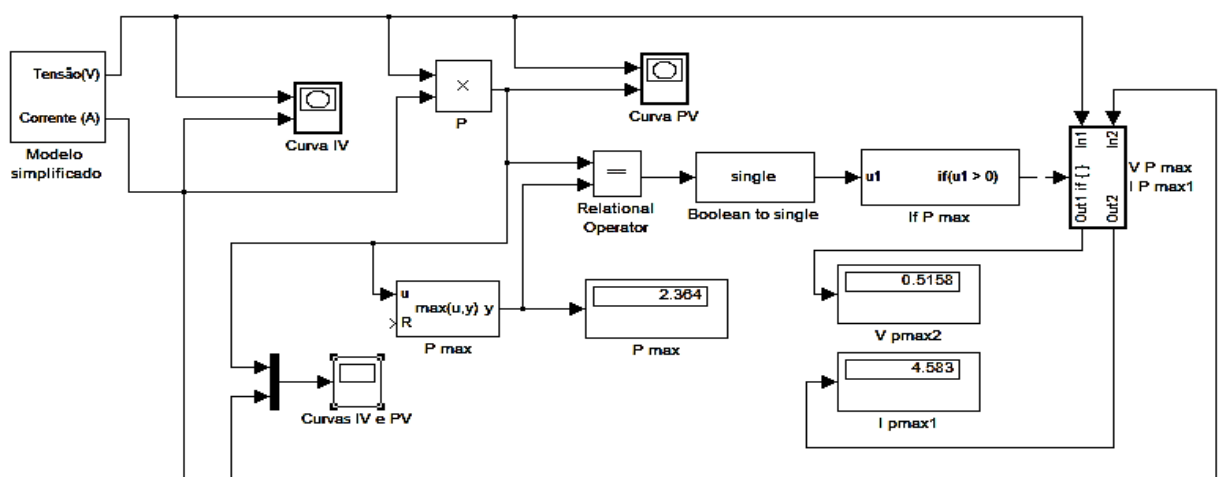 Tensão(V)
Corrente (A)
Modelo
simplificado
Curva IV
×
P
Curva PV
==
Relational
Operator
single
Boolean to single
u1
if(u1 > 0)
If P max
In1
In2
if { }
Out1
Out2
V P max
I P max1
u
R
max(u,y) y
P max
2.364
P max
0.5158
V pmax2
4.583
I pmax1
Curvas IV e PV